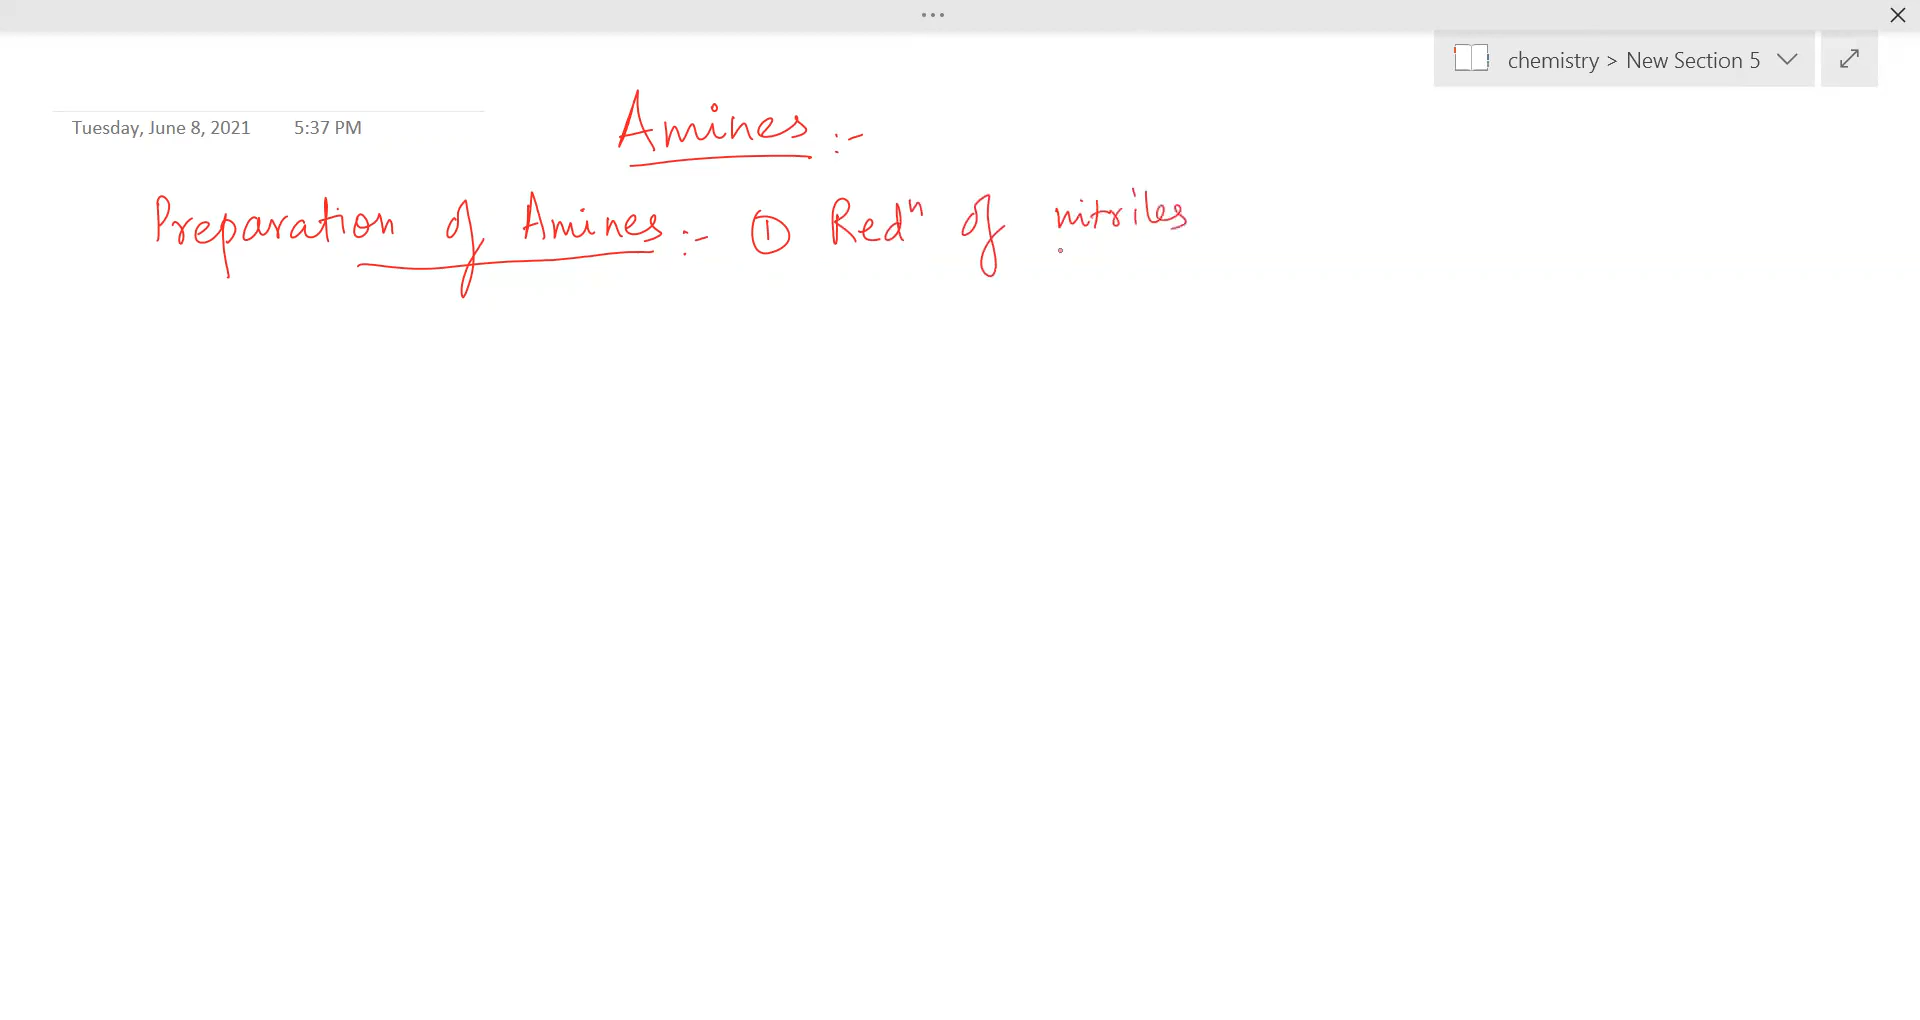 chemistry > New Section 5
Amines :-
Tuesday, June 8, 2021 5:37 PM
Preparation of Amines :- ① Redⁿ of nitriles